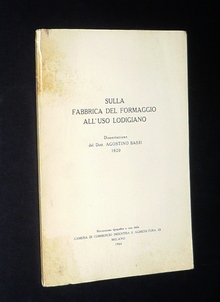 SULLA
FABBRICA DEL FORMAGGIO
ALL'USO LODIGIANO
Dissertazione
del Dott. AGOSTINO BASSI
1820
CAMERA DI COMMERCIO INDUSTRIA E AGRICOLTURA DI
MILANO